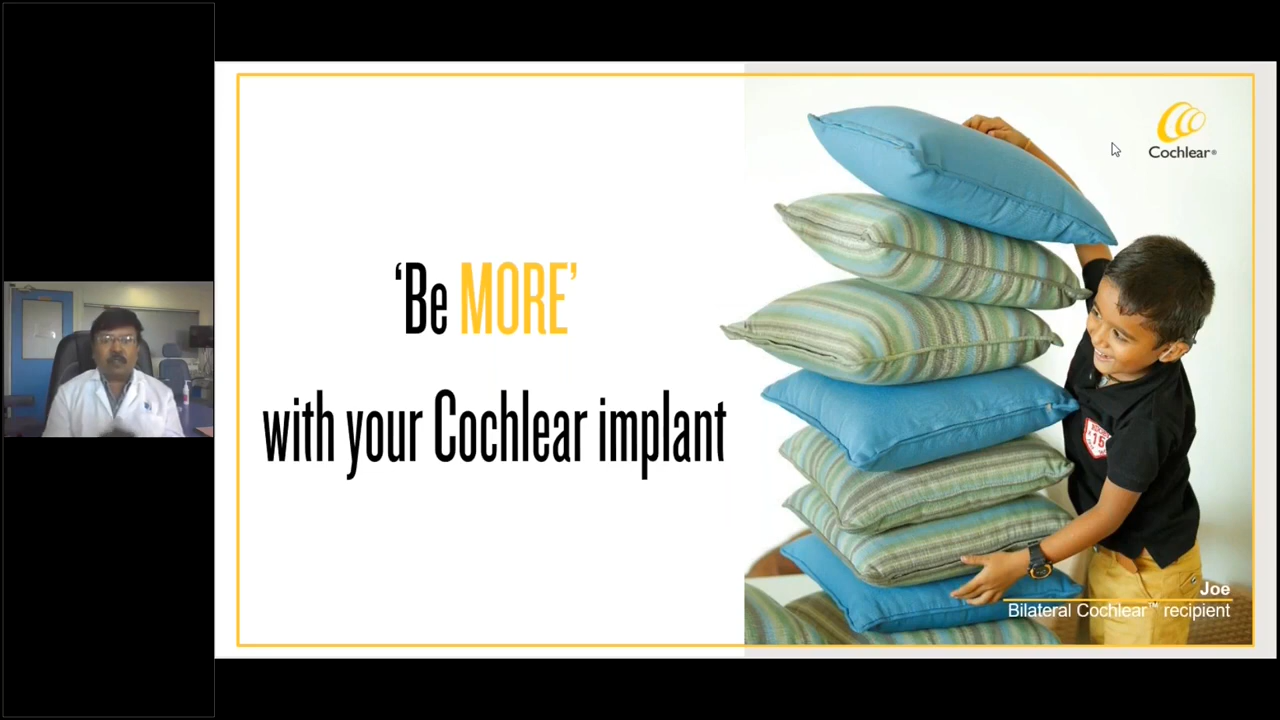 ‘Be MORE’
with your Cochlear implant
Cochlear®
Joe
Bilateral Cochlear™ recipient